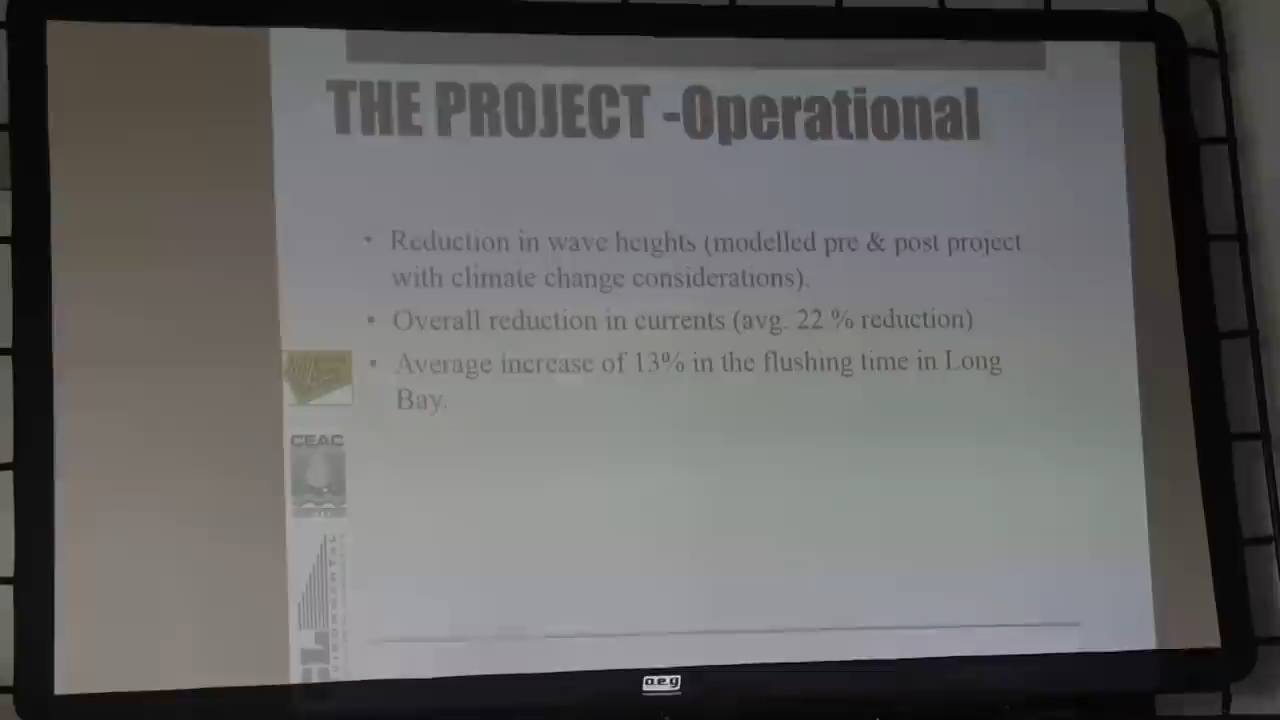 THE PROJECT -Operational
• Reduction in wave heights (modelled pre & post project
with climate change considerations).
• Overall reduction in currents (avg. 22 % reduction)
• Average increase of 13% in the flushing time in Long
Bay.
CEAC
a.e.g